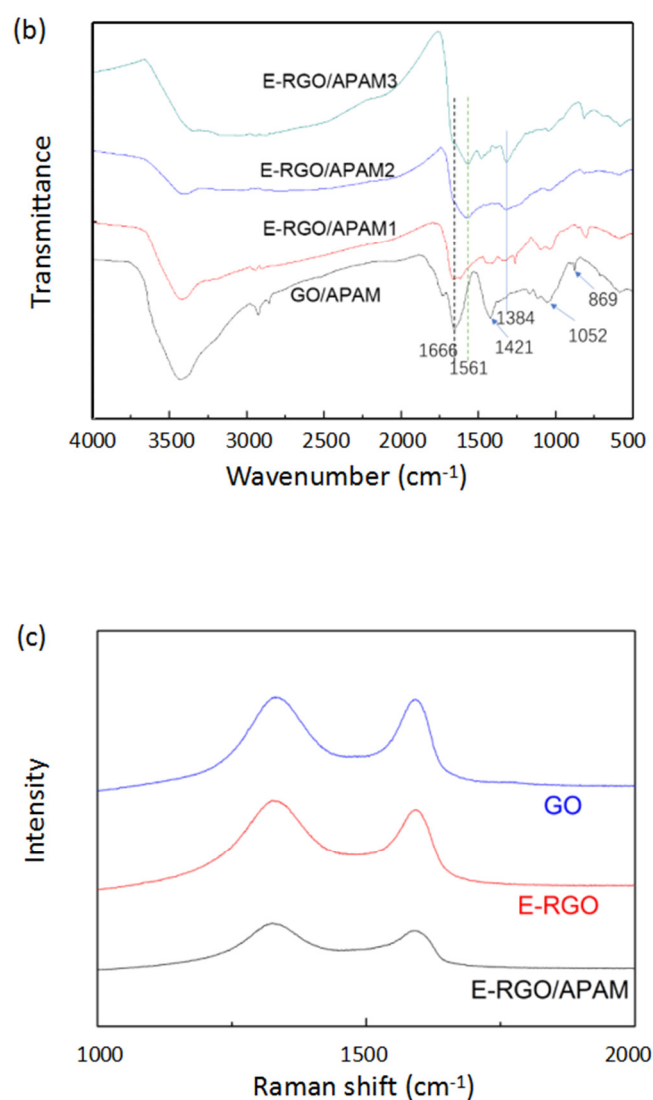 (b)
E-RGO/APAM3
E-RGO/APAM2
E-RGO/APAM1
GO/APAM
Transmittance
1666
1561
1421
1384
1052
869
4000 3500 3000 2500 2000 1500 1000 500
Wavenumber (cm⁻¹)
(c)
Intensity
GO
E-RGO
E-RGO/APAM
1000 1500 2000
Raman shift (cm⁻¹)